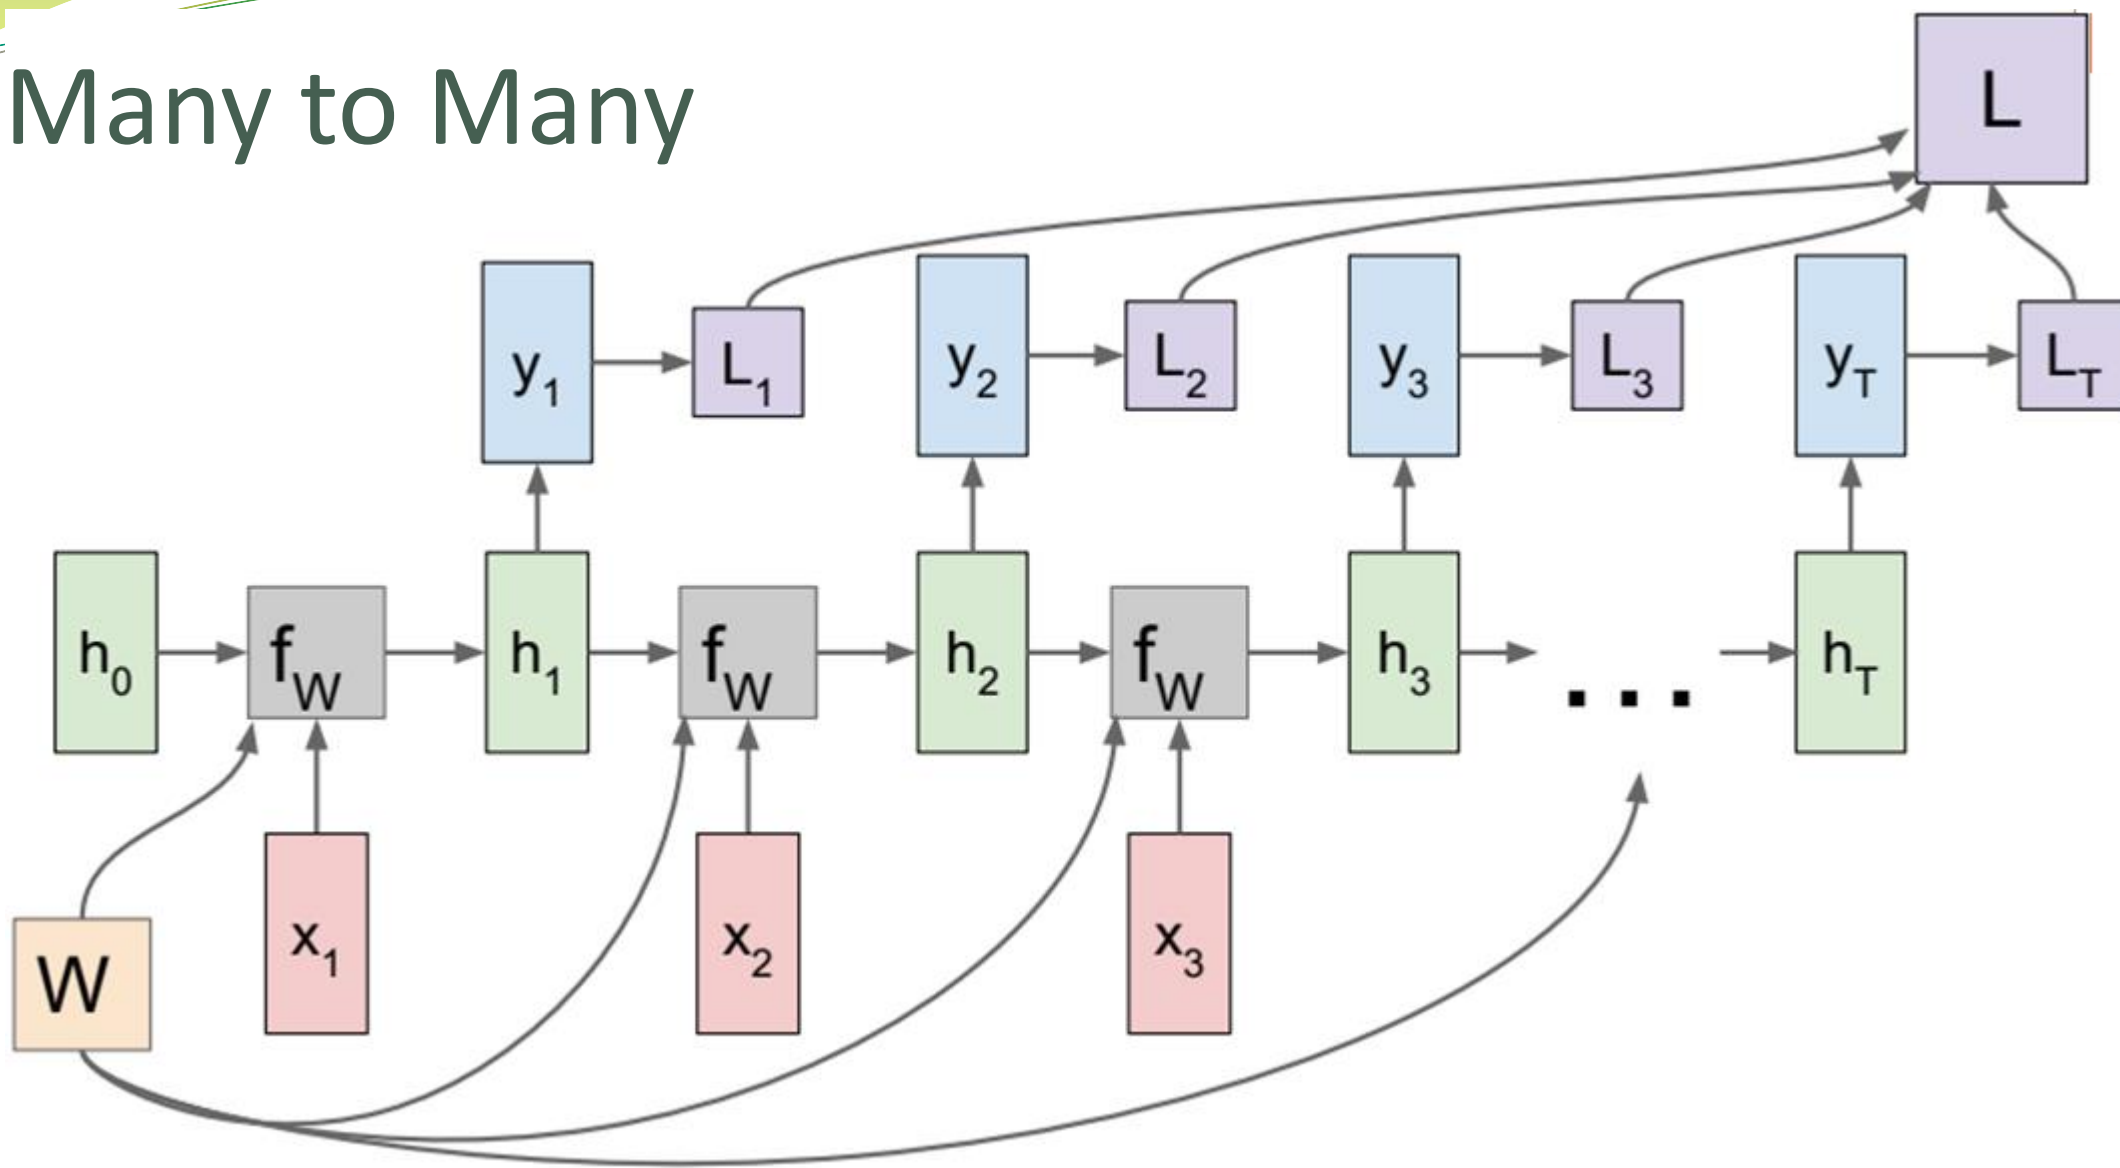 Many to Many
L
y1 L1 y2 L2 y3 L3 yT LT
h0 fW h1 fW h2 fW h3 ... hT
W x1 x2 x3